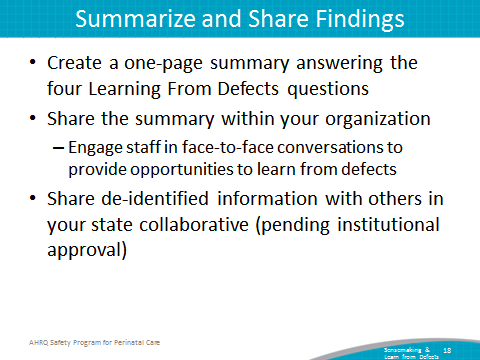 Summarize and Share Findings
• Create a one-page summary answering the
four Learning From Defects questions
• Share the summary within your organization
– Engage staff in face-to-face conversations to
provide opportunities to learn from defects
• Share de-identified information with others in
your state collaborative (pending institutional
approval)
AHRQ Safety Program for Perinatal Care
Sensemaking & 18
Learn from Defects